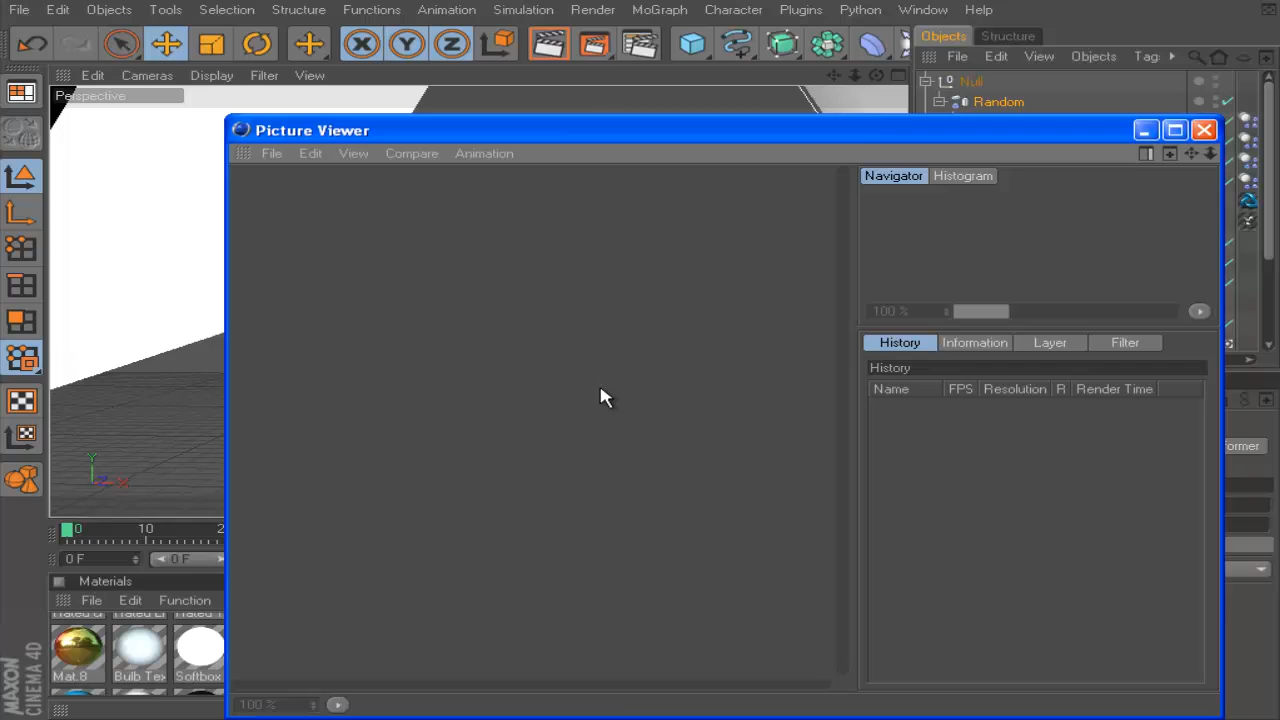 File Edit Objects Tools Selection Structure Functions Animation Simulation Render MoGraph Character Plugins Python Window Help
Objects Structure
File Edit View Objects Tag
Edit Cameras Display Filter View
Perspective
Null
Random
Picture Viewer
File Edit View Compare Animation
Navigator Histogram
100 %
History Information Layer Filter
History
Name FPS Resolution R Render Time
ormer
Y
X
0 10 2
0 F 0 F
Materials
File Edit Function
Mat.8 Bulb Tex Softbox
100 %
MAXON
CINEMA 4D